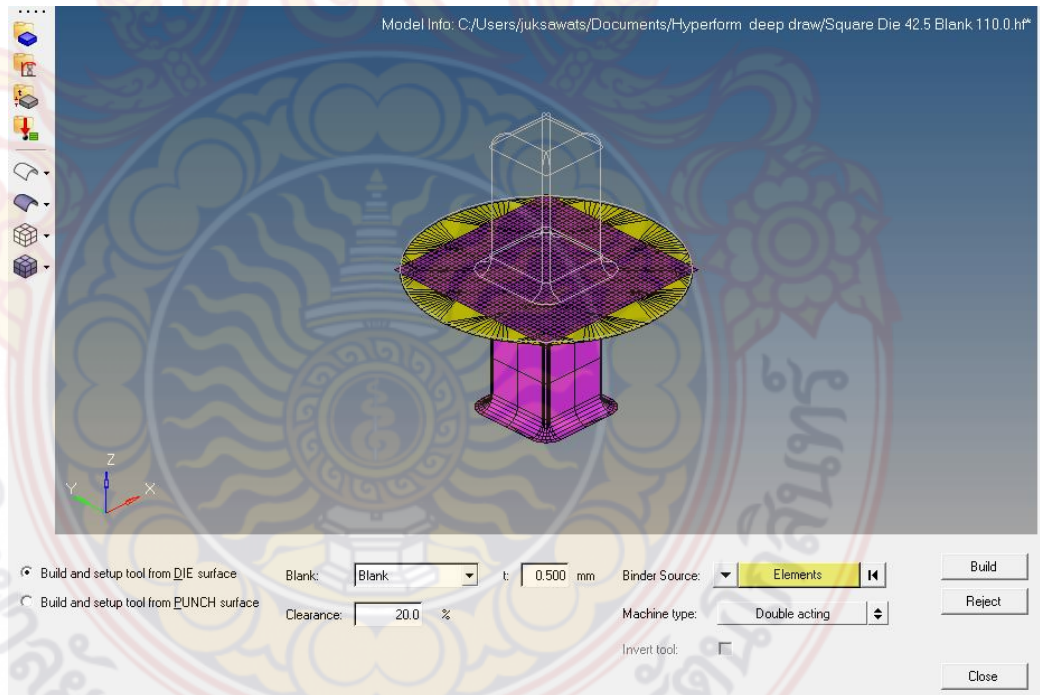 Model Info: C:/Users/juksawats/Documents/Hyperform deep draw/Square Die 42.5 Blank 110.0.hf*
Z
Y
X
Build and setup tool from DIE surface
Blank:
Blank
t:
0.500 mm
Binder Source:
Elements
Build
Build and setup tool from PUNCH surface
Clearance:
20.0 %
Machine type:
Double acting
Reject
Invert tool:
Close